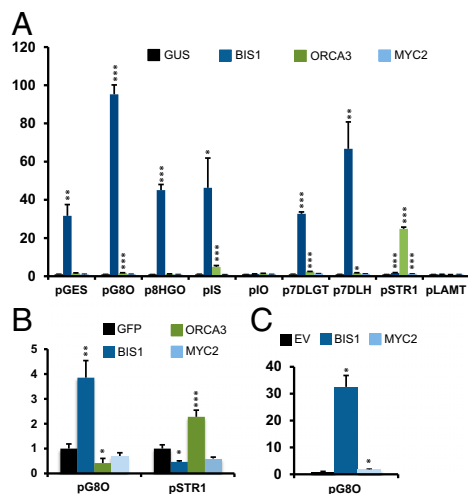 A
GUS BIS1 ORCA3 MYC2
120
100
80
60
40
20
0
** *** *** * *** *** *** * ** *** *** ***
pGES pG8O p8HGO pIS pIO p7DLGT p7DLH pSTR1 pLAMT
B
GFP ORCA3
BIS1 MYC2
5
4
3
2
1
0
** * * ***
pG8O pSTR1
C
EV BIS1 MYC2
40
30
20
10
0
* *
pG8O